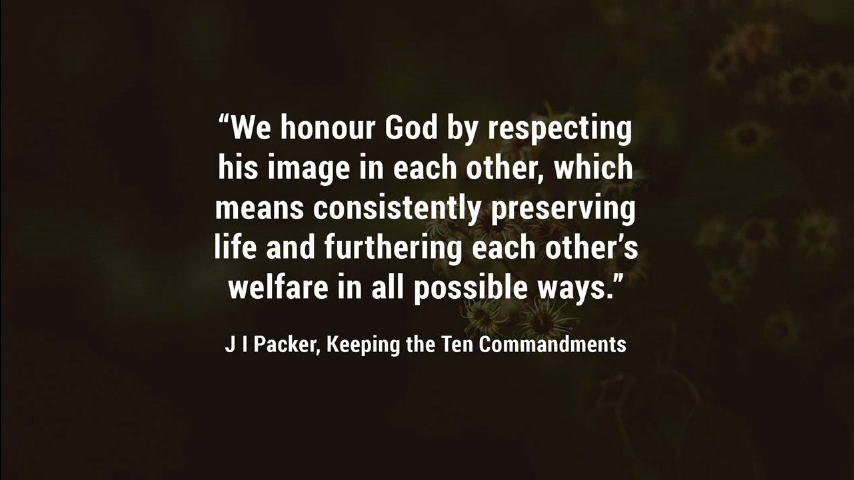 “We honour God by respecting
his image in each other, which
means consistently preserving
life and furthering each other’s
welfare in all possible ways.”
J I Packer, Keeping the Ten Commandments